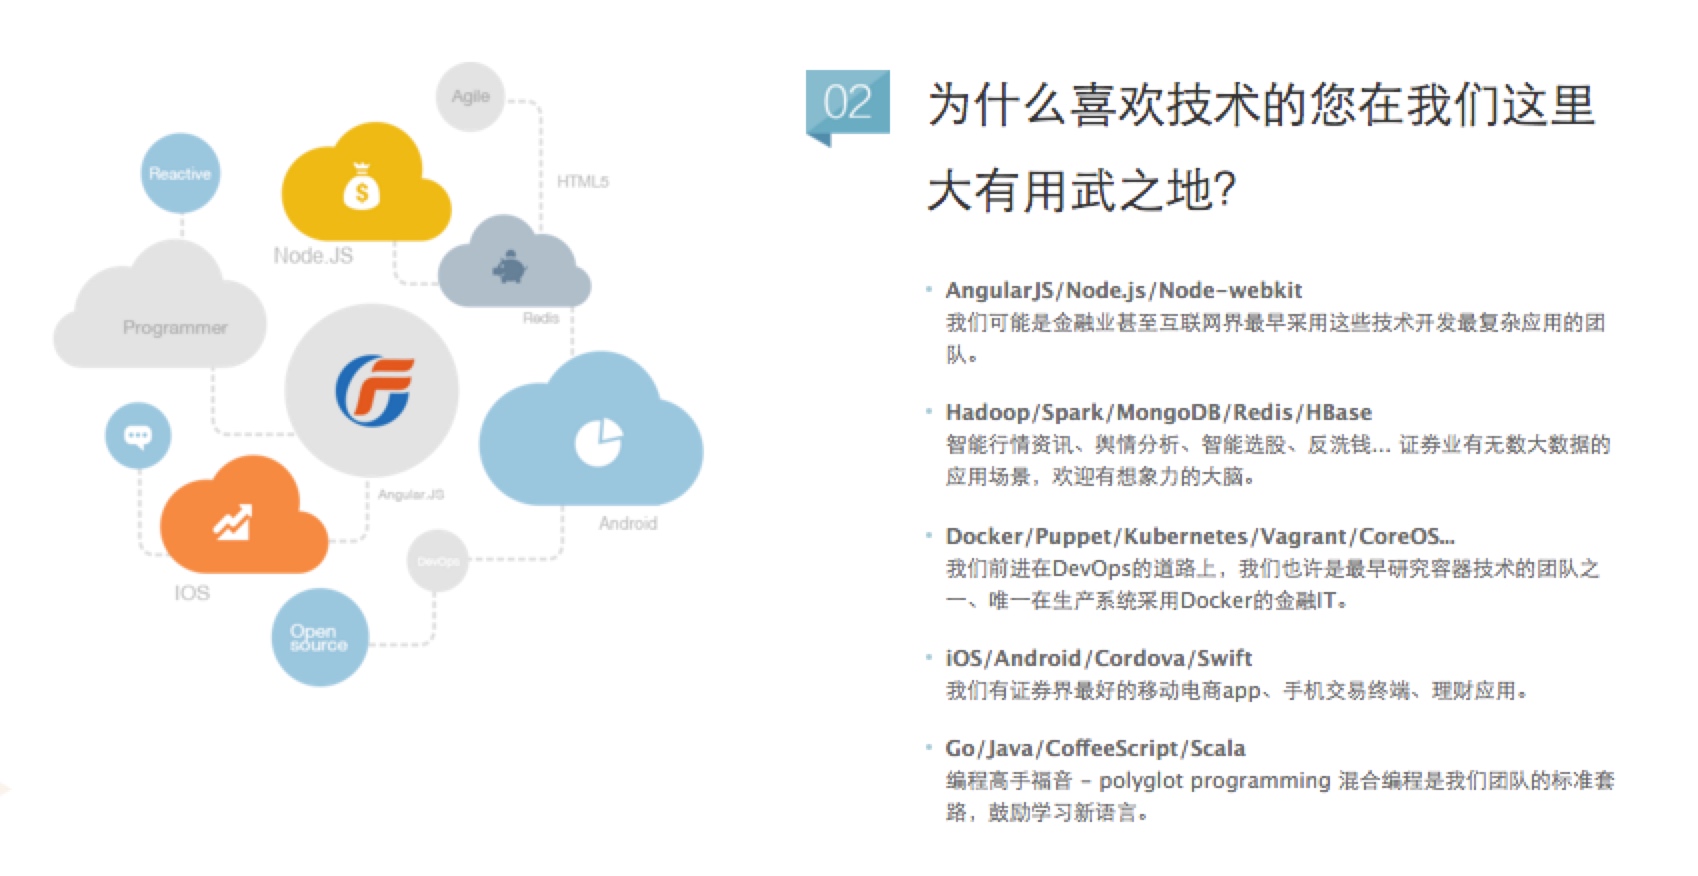 Agile
Reactive
HTML5
Node.JS
Redis
Programmer
Angular.JS
Android
DevOps
IOS
Open
source
02
为什么喜欢技术的您在我们这里
大有用武之地?
AngularJS/Node.js/Node-webkit
我们可能是金融业甚至互联网界最早采用这些技术开发最复杂应用的团
队。
Hadoop/Spark/MongoDB/Redis/HBase
智能行情资讯、舆情分析、智能选股、反洗钱... 证券业有无数大数据的
应用场景，欢迎有想象力的大脑。
Docker/Puppet/Kubernetes/Vagrant/CoreOS...
我们前进在DevOps的道路上，我们也许是最早研究容器技术的团队之
一、唯一在生产系统采用Docker的金融IT。
iOS/Android/Cordova/Swift
我们有证券界最好的移动电商app、手机交易终端、理财应用。
Go/Java/CoffeeScript/Scala
编程高手福音 - polyglot programming 混合编程是我们团队的标准套
路，鼓励学习新语言。